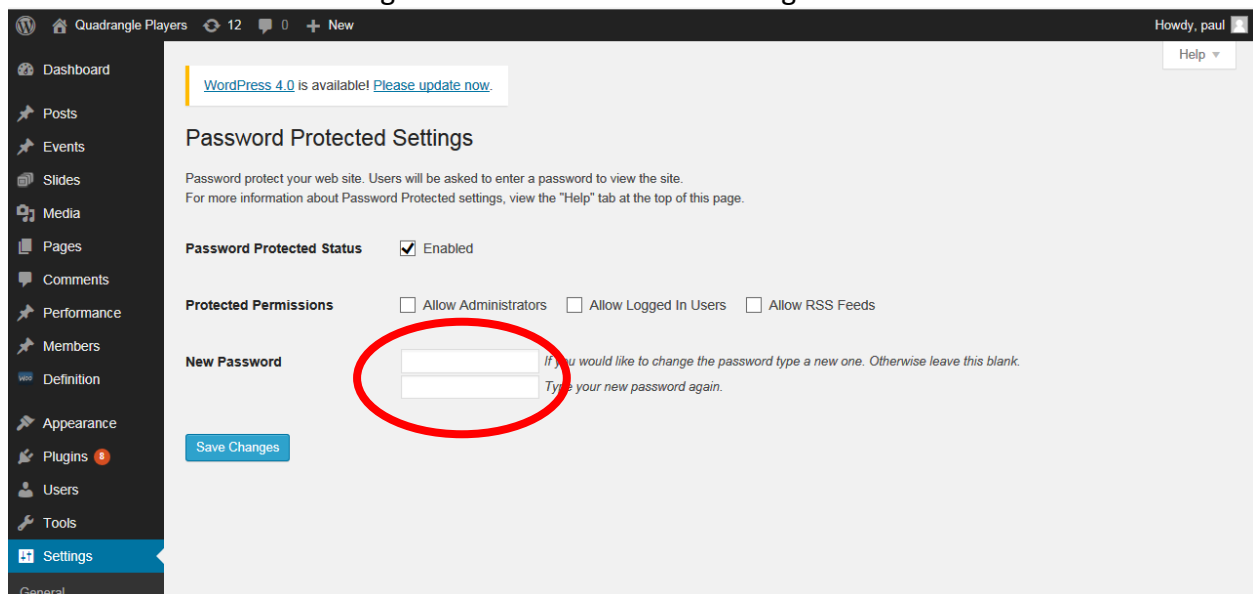 Quadrangle Players 12 0 + New Howdy, paul
Help
Dashboard
WordPress 4.0 is available! Please update now.
Posts
Password Protected Settings
Events
Slides
Password protect your web site. Users will be asked to enter a password to view the site.
For more information about Password Protected settings, view the "Help" tab at the top of this page.
Media
Pages
Password Protected Status Enabled
Comments
Protected Permissions Allow Administrators Allow Logged In Users Allow RSS Feeds
Performance
Members
New Password If you would like to change the password type a new one. Otherwise leave this blank.
Definition
Type your new password again.
Appearance
Save Changes
Plugins 8
Users
Tools
Settings
General